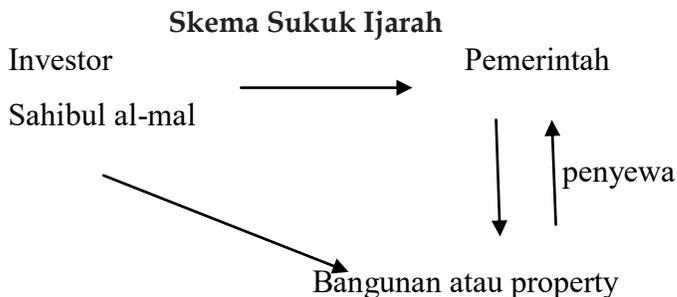 Skema Sukuk Ijarah
Investor
Pemerintah
Sahibul al-mal
penyewa
Bangunan atau property